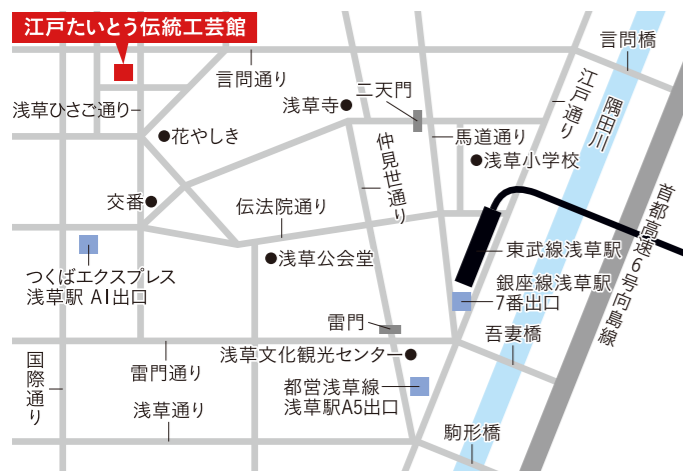 江戸たいとう伝統工芸館
言問橋
言問通り
江戸通り
隅田川
二天門
浅草寺
浅草ひさご通り
花やしき
馬道通り
仲見世通り
浅草小学校
交番
伝法院通り
首都高速6号向島線
東武線浅草駅
浅草公会堂
つくばエクスプレス
浅草駅 A1出口
銀座線浅草駅
7番出口
雷門
吾妻橋
浅草文化観光センター
国際通り
雷門通り
都営浅草線
浅草駅A5出口
浅草通り
駒形橋